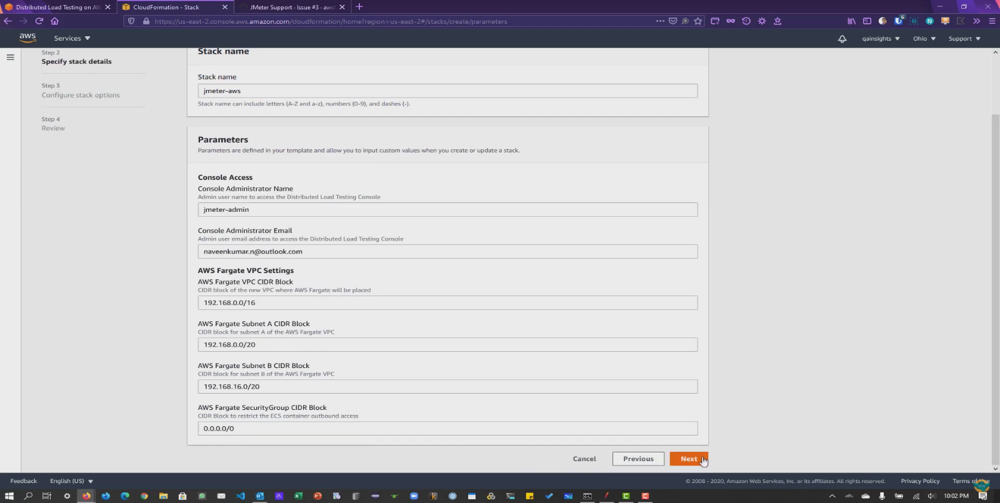 Distributed Load Testing on AW
CloudFormation - Stack
JMeter Support · Issue #3 · aws
https://us-east-2.console.aws.amazon.com/cloudformation/home?region=us-east-2#/stacks/create/parameters
6
aws
Services
qainsights
Ohio
Support
Step 2
Specify stack details
Step 3
Configure stack options
Step 4
Review
Stack name
Stack name
jmeter-aws
Stack name can include letters (A-Z and a-z), numbers (0-9), and dashes (-).
Parameters
Parameters are defined in your template and allow you to input custom values when you create or update a stack.
Console Access
Console Administrator Name
Admin user name to access the Distributed Load Testing Console
jmeter-admin
Console Administrator Email
Admin user email address to access the Distributed Load Testing Console
naveenkumar.n@outlook.com
AWS Fargate VPC Settings
AWS Fargate VPC CIDR Block
CIDR block of the new VPC where AWS Fargate will be placed
192.168.0.0/16
AWS Fargate Subnet A CIDR Block
CIDR block for subnet A of the AWS Fargate VPC
192.168.0.0/20
AWS Fargate Subnet B CIDR Block
CIDR block for subnet B of the AWS Fargate VPC
192.168.16.0/20
AWS Fargate SecurityGroup CIDR Block
CIDR Block to restrict the ECS container outbound access
0.0.0.0/0
Cancel
Previous
Next
Feedback
English (US)
© 2008 - 2020, Amazon Web Services, Inc. or its affiliates. All rights reserved.
Privacy Policy
Terms of Use
10:02 PM